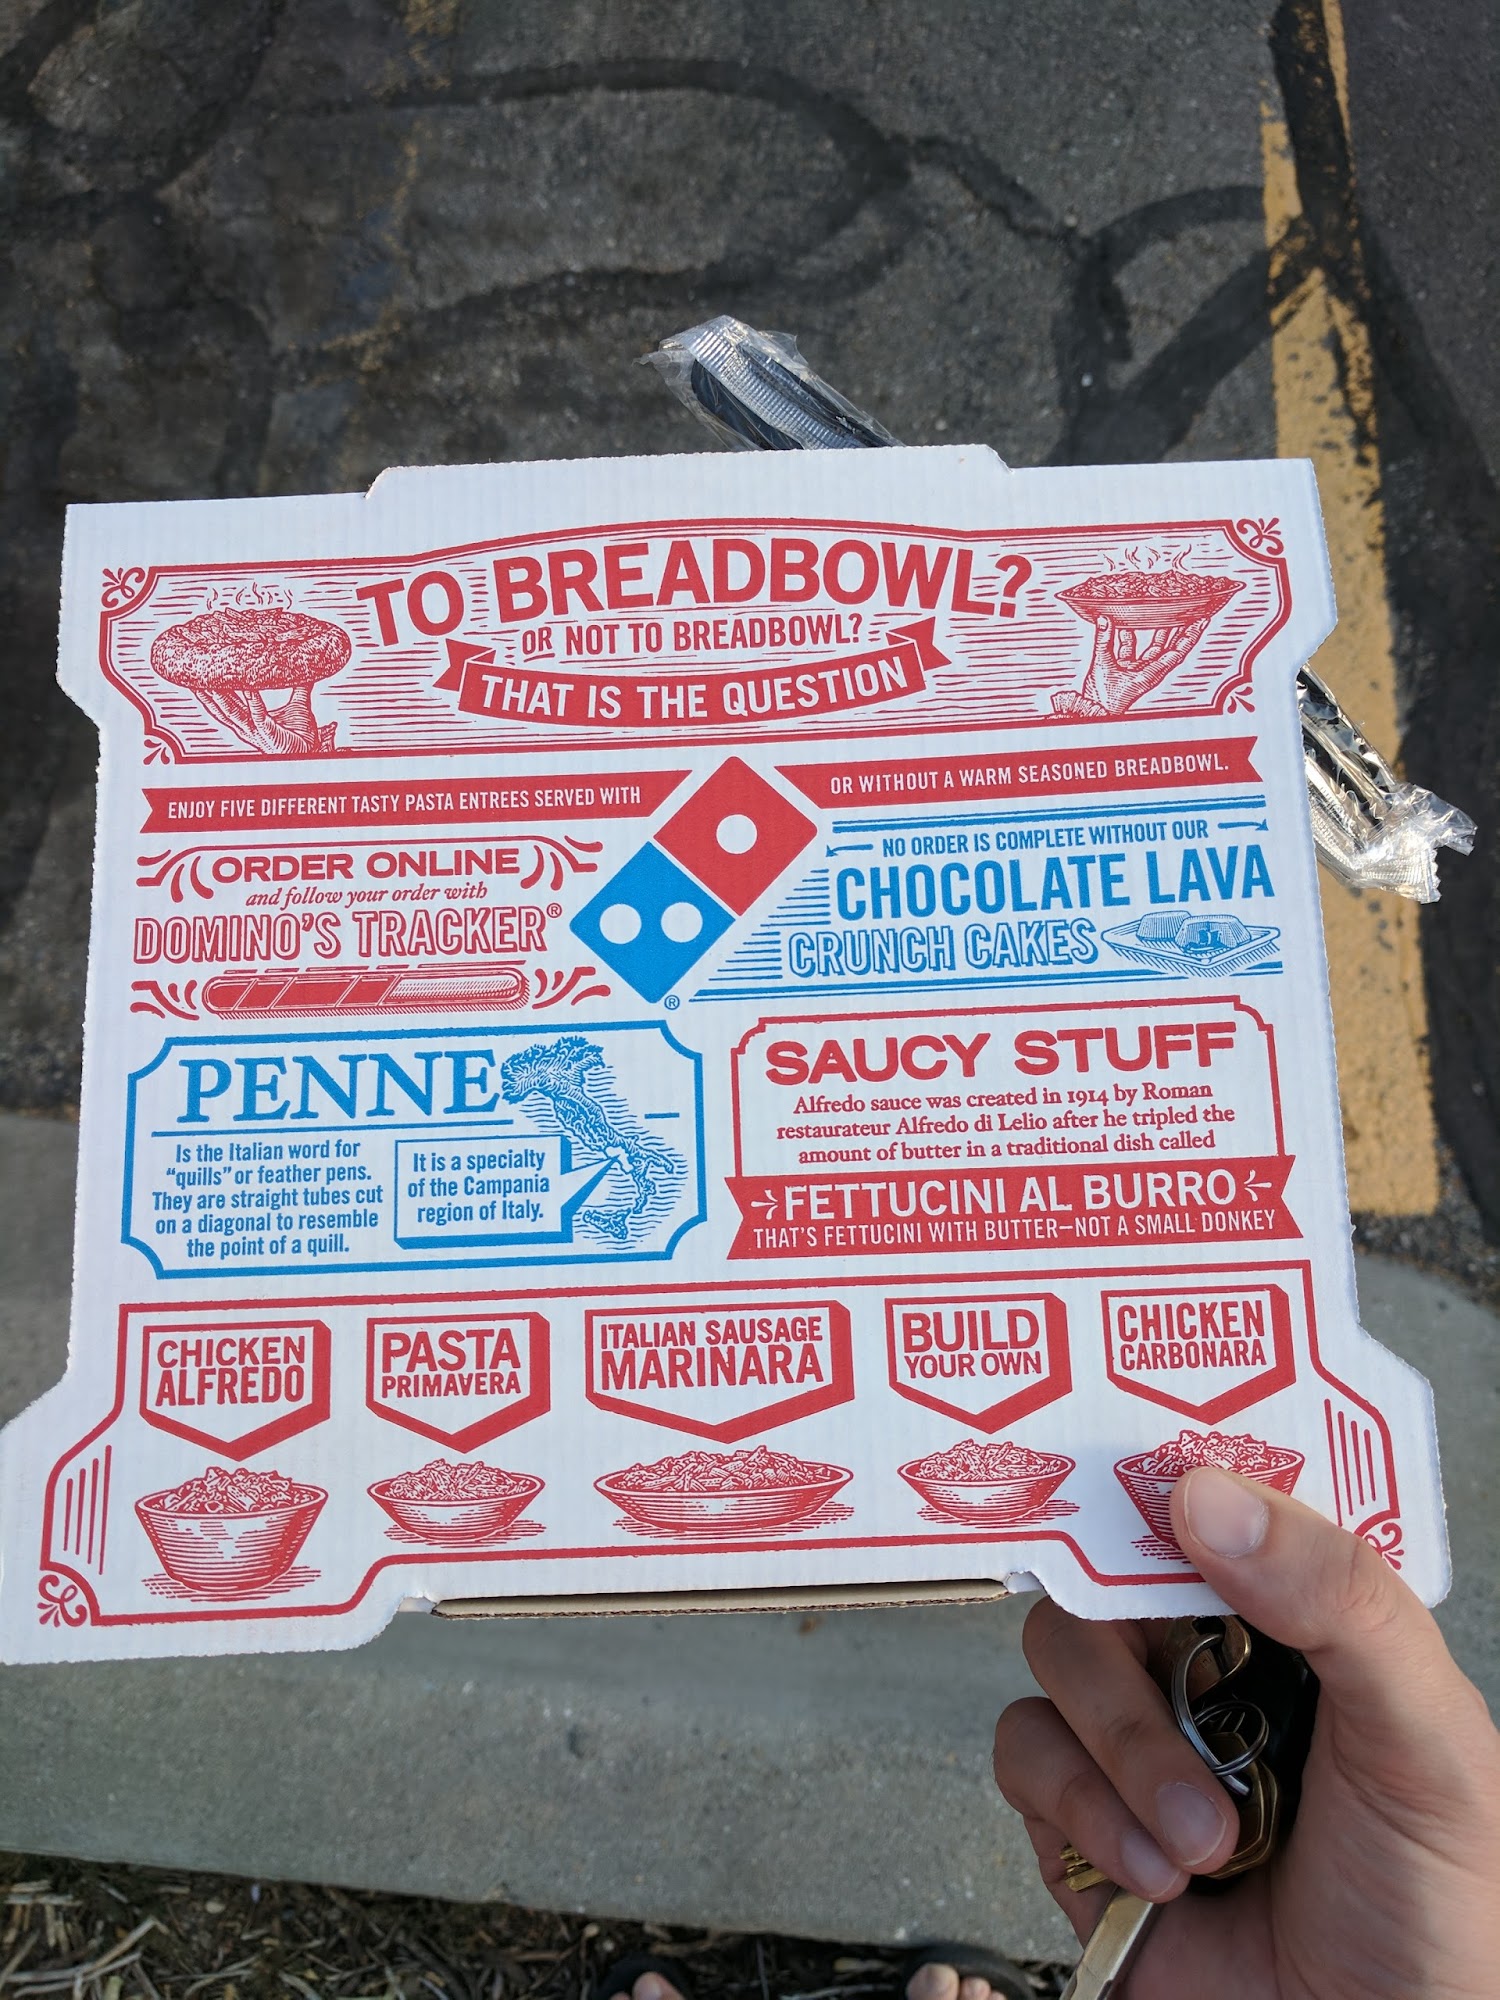 TO BREADBOWL?
OR NOT TO BREADBOWL?
THAT IS THE QUESTION
ENJOY FIVE DIFFERENT TASTY PASTA ENTREES SERVED WITH
OR WITHOUT A WARM SEASONED BREADBOWL.
ORDER ONLINE
and follow your order with
DOMINO'S TRACKER®
®
NO ORDER IS COMPLETE WITHOUT OUR
CHOCOLATE LAVA
CRUNCH CAKES
PENNE
Is the Italian word for
"quills" or feather pens.
They are straight tubes cut
on a diagonal to resemble
the point of a quill.
It is a specialty
of the Campania
region of Italy.
SAUCY STUFF
Alfredo sauce was created in 1914 by Roman
restaurateur Alfredo di Lelio after he tripled the
amount of butter in a traditional dish called
FETTUCINI AL BURRO
THAT'S FETTUCINI WITH BUTTER—NOT A SMALL DONKEY
CHICKEN
ALFREDO
PASTA
PRIMAVERA
ITALIAN SAUSAGE
MARINARA
BUILD
YOUR OWN
CHICKEN
CARBONARA